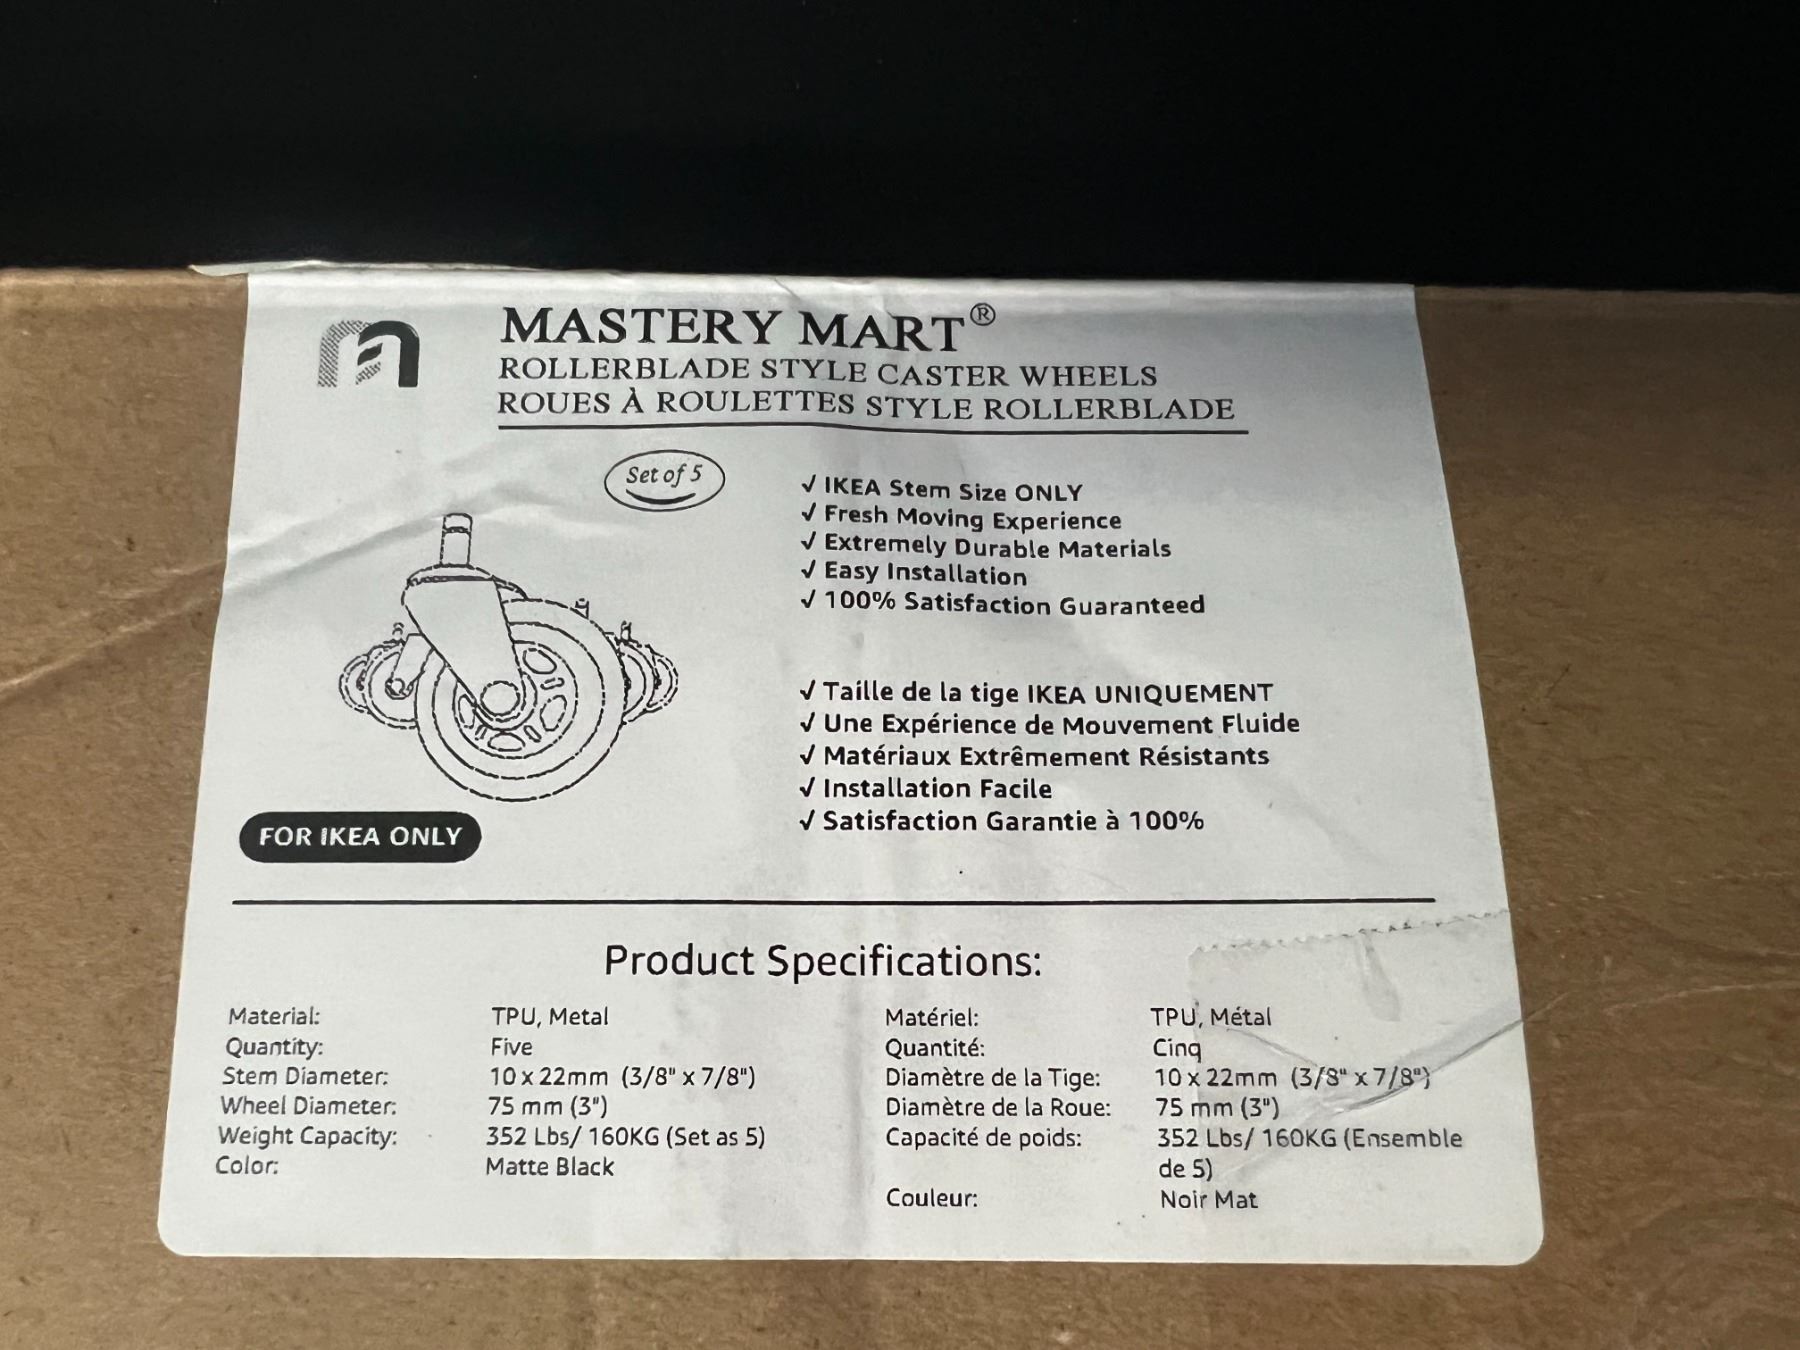 MASTERY MART®
ROLLERBLADE STYLE CASTER WHEELS
ROUES À ROULETTES STYLE ROLLERBLADE
Set of 5
√ IKEA Stem Size ONLY
√ Fresh Moving Experience
√ Extremely Durable Materials
√ Easy Installation
√ 100% Satisfaction Guaranteed
√ Taille de la tige IKEA UNIQUEMENT
√ Une Expérience de Mouvement Fluide
√ Matériaux Extrêmement Résistants
√ Installation Facile
√ Satisfaction Garantie à 100%
FOR IKEA ONLY
Product Specifications:
Material: TPU, Metal
Quantity: Five
Stem Diameter: 10 x 22mm (3/8" x 7/8")
Wheel Diameter: 75 mm (3")
Weight Capacity: 352 Lbs/ 160KG (Set as 5)
Color: Matte Black
Matériel: TPU, Métal
Quantité: Cinq
Diamètre de la Tige: 10 x 22mm (3/8" x 7/8")
Diamètre de la Roue: 75 mm (3")
Capacité de poids: 352 Lbs/ 160KG (Ensemble
de 5)
Couleur: Noir Mat